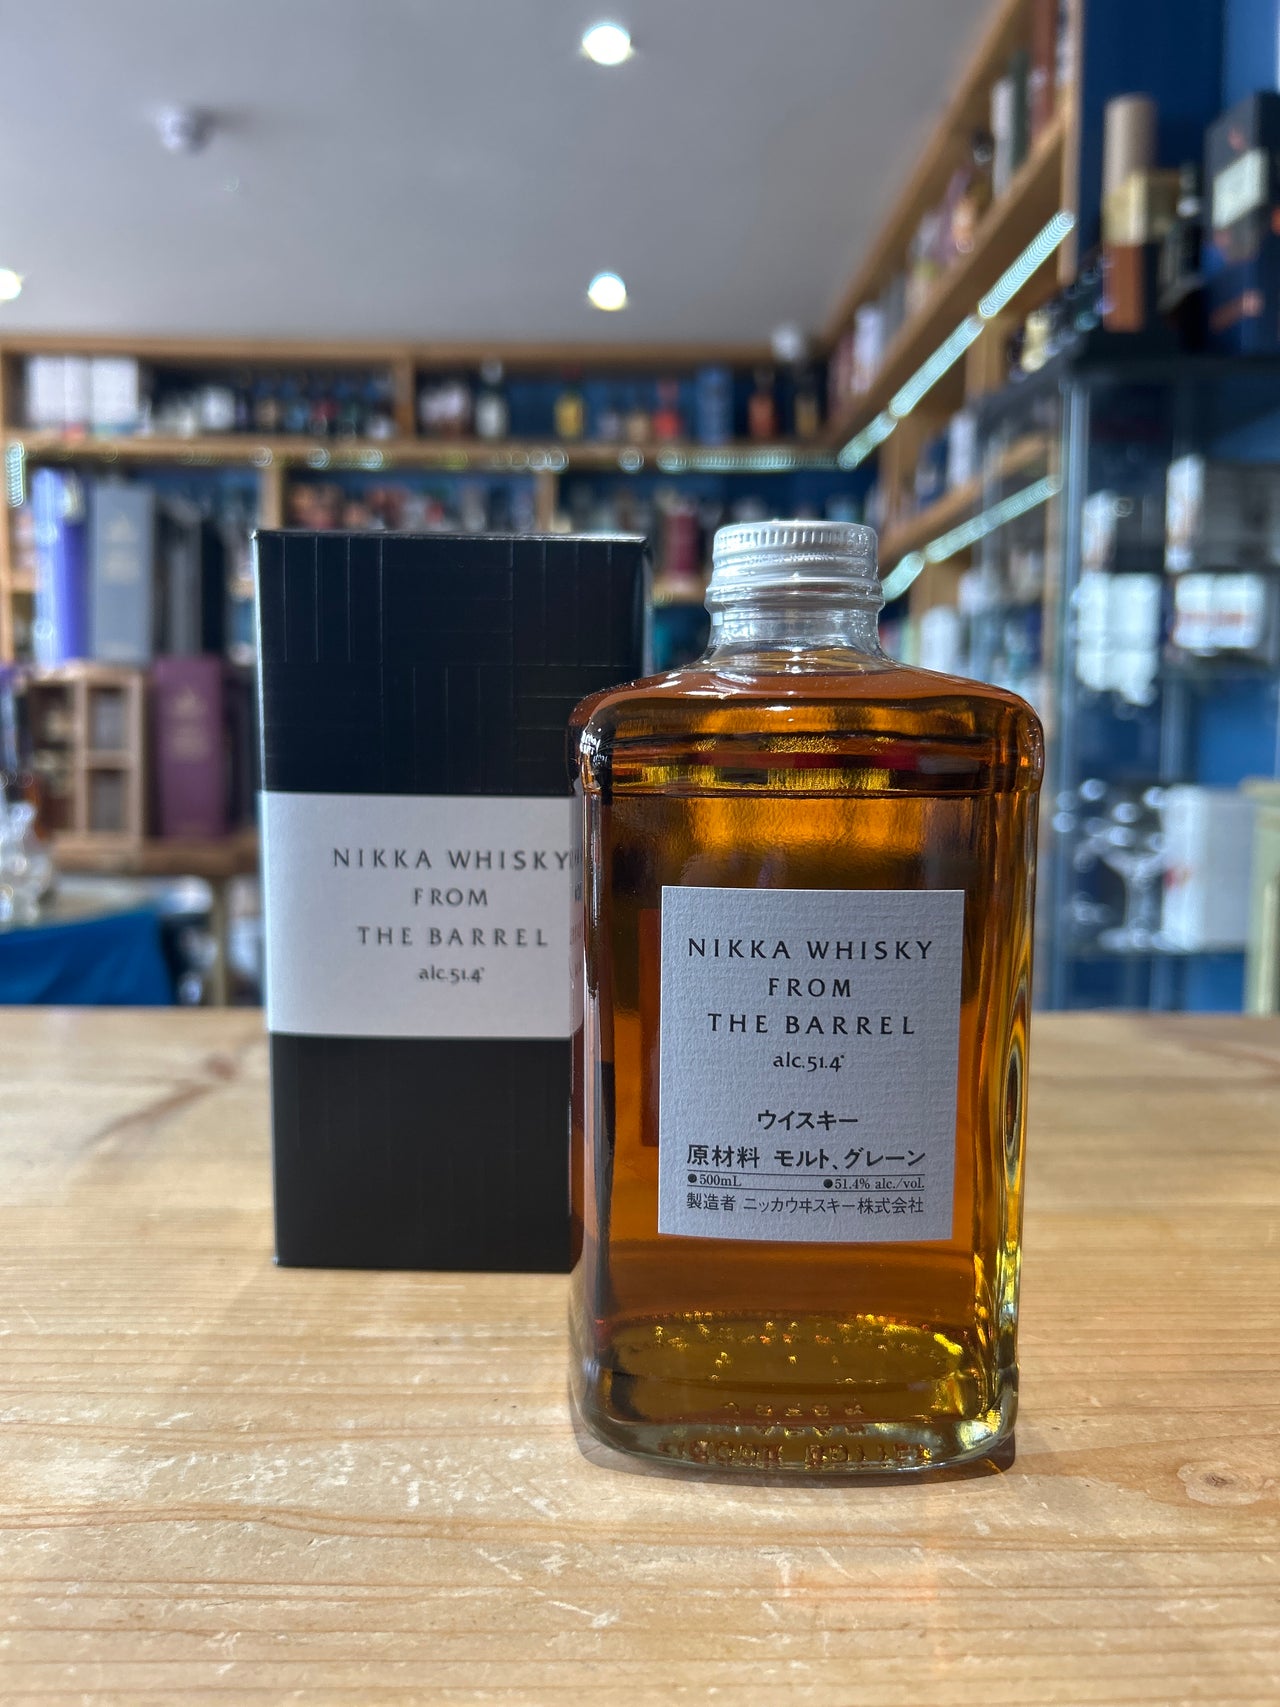 NIKKA WHISKY
FROM
THE BARREL
alc.51.4°
NIKKA WHISKY
FROM
THE BARREL
alc.51.4°
ウイスキー
原材料 モルト、グレーン
●500mL ●51.4% alc./vol.
製造者 ニッカウヰスキー株式会社